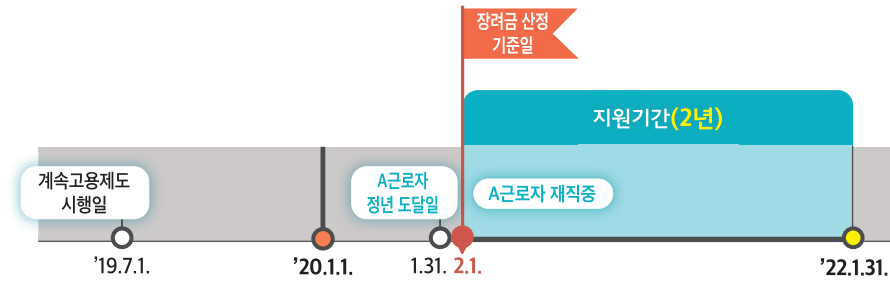 장려금 산정
기준일
지원기간(2년)
계속고용제도
시행일
A근로자
정년 도달일
A근로자 재직중
’19.7.1.
’20.1.1.
1.31.
2.1.
’22.1.31.